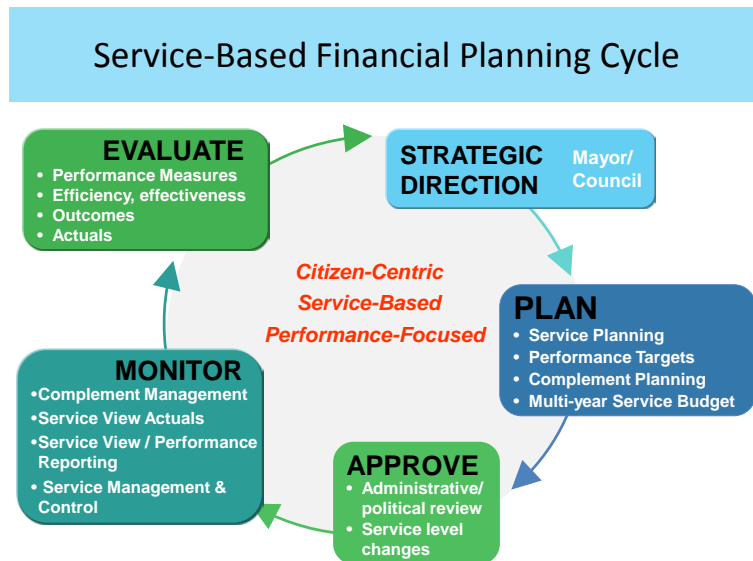 Service-Based Financial Planning Cycle
EVALUATE
• Performance Measures
• Efficiency, effectiveness
• Outcomes
• Actuals
STRATEGIC
DIRECTION
Mayor/
Council
Citizen-Centric
Service-Based
Performance-Focused
PLAN
• Service Planning
• Performance Targets
• Complement Planning
• Multi-year Service Budget
MONITOR
•Complement Management
•Service View Actuals
•Service View / Performance
Reporting
• Service Management &
Control
APPROVE
• Administrative/
political review
• Service level
changes